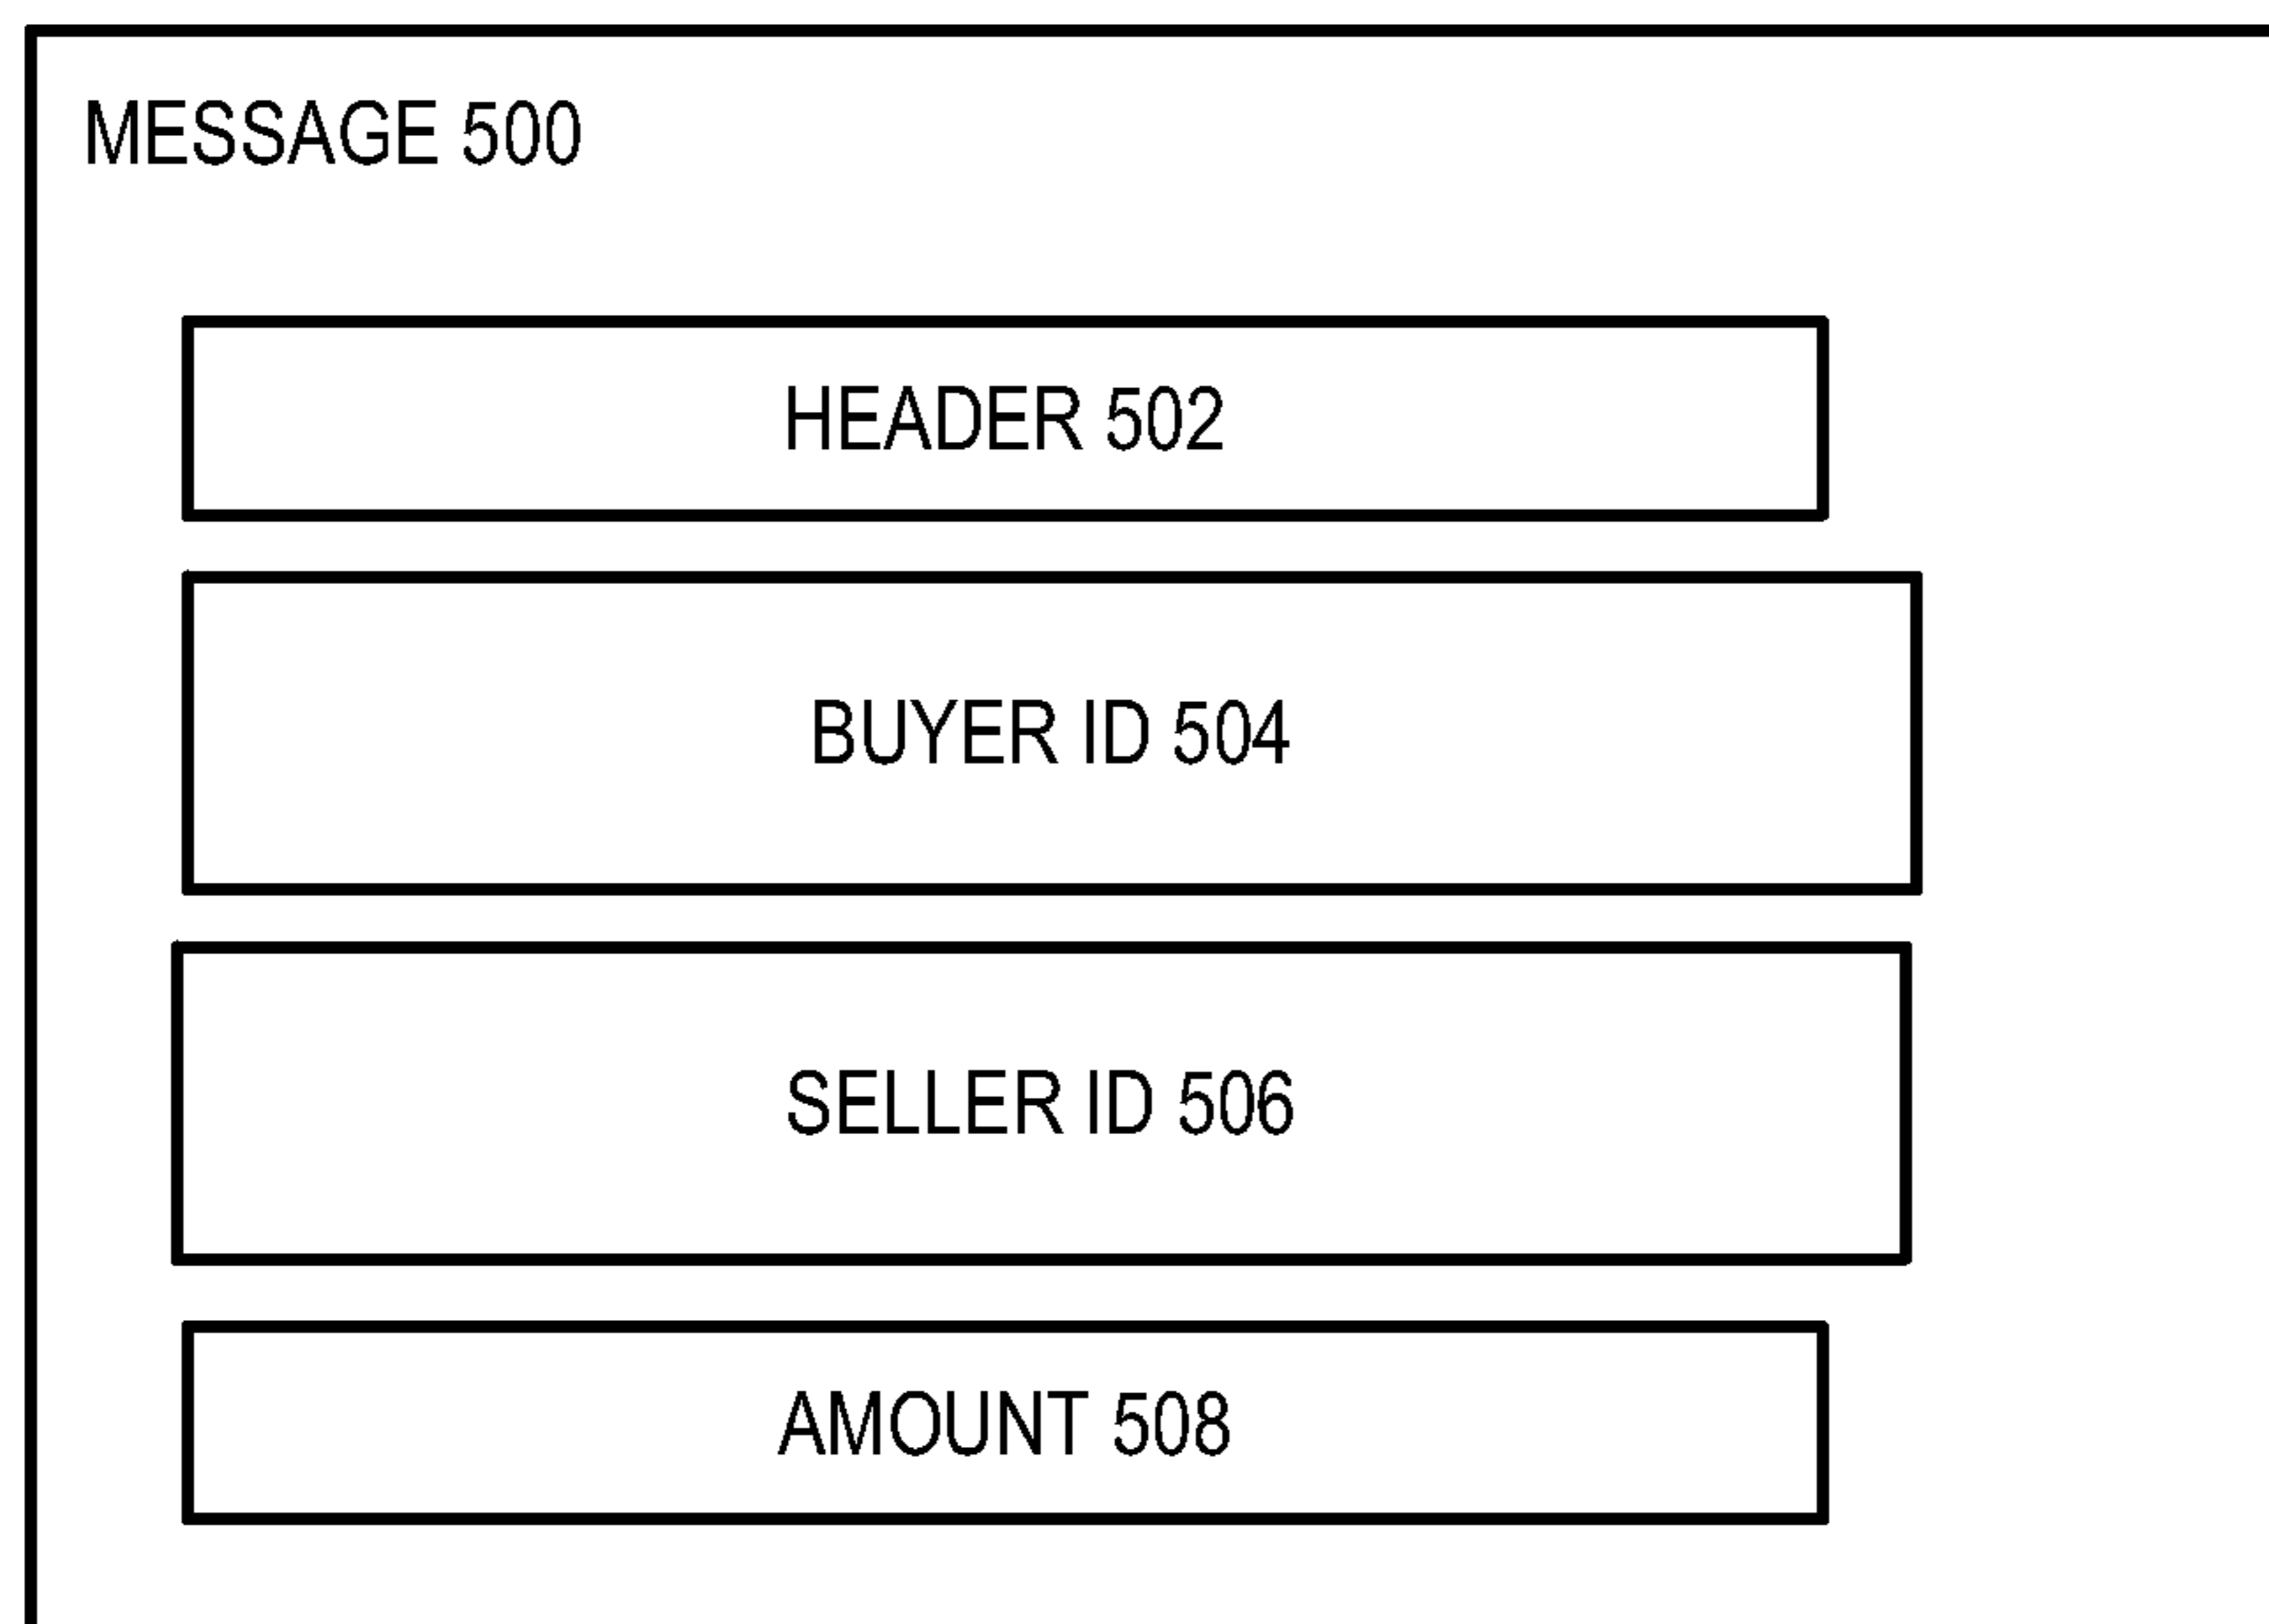 MESSAGE 500
HEADER 502
BUYER ID 504
SELLER ID 506
AMOUNT 508